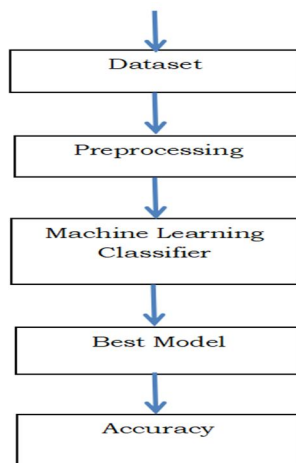 Dataset
Preprocessing
Machine Learning
Classifier
Best Model
Accuracy